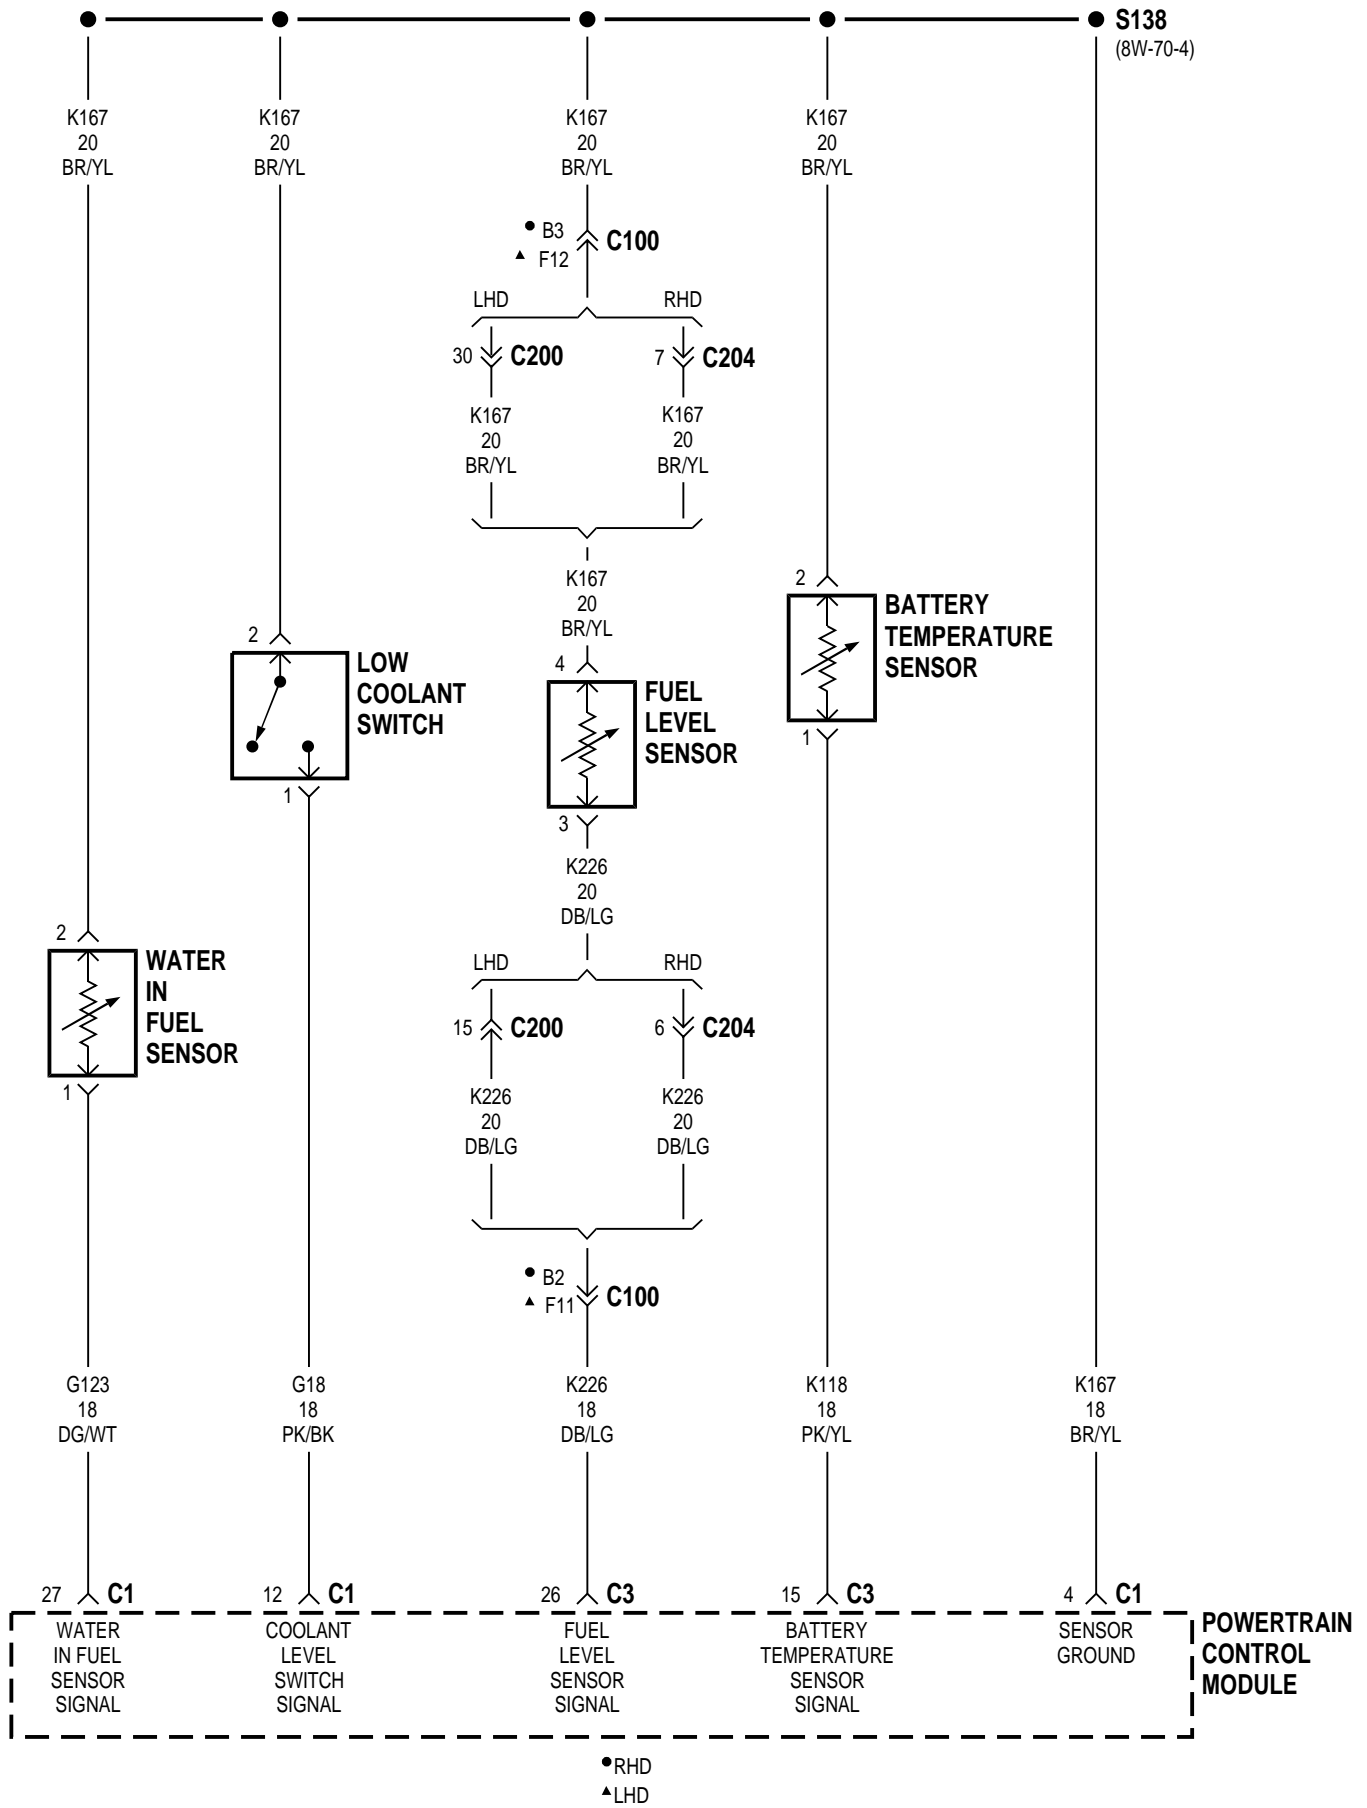 S138
(8W-70-4)
K167
20
BR/YL
K167
20
BR/YL
K167
20
BR/YL
K167
20
BR/YL
B3
F12
C100
LHD
RHD
30
C200
7
C204
K167
20
BR/YL
K167
20
BR/YL
K167
20
BR/YL
2
BATTERY
TEMPERATURE
SENSOR
1
2
LOW
COOLANT
SWITCH
1
4
FUEL
LEVEL
SENSOR
3
K226
20
DB/LG
2
WATER
IN
FUEL
SENSOR
1
LHD
RHD
15
C200
6
C204
K226
20
DB/LG
K226
20
DB/LG
B2
F11
C100
G123
18
DG/WT
G18
18
PK/BK
K226
18
DB/LG
K118
18
PK/YL
K167
18
BR/YL
27
C1
12
C1
26
C3
15
C3
4
C1
WATER
IN FUEL
SENSOR
SIGNAL
COOLANT
LEVEL
SWITCH
SIGNAL
FUEL
LEVEL
SENSOR
SIGNAL
BATTERY
TEMPERATURE
SENSOR
SIGNAL
SENSOR
GROUND
POWERTRAIN
CONTROL
MODULE
RHD
LHD